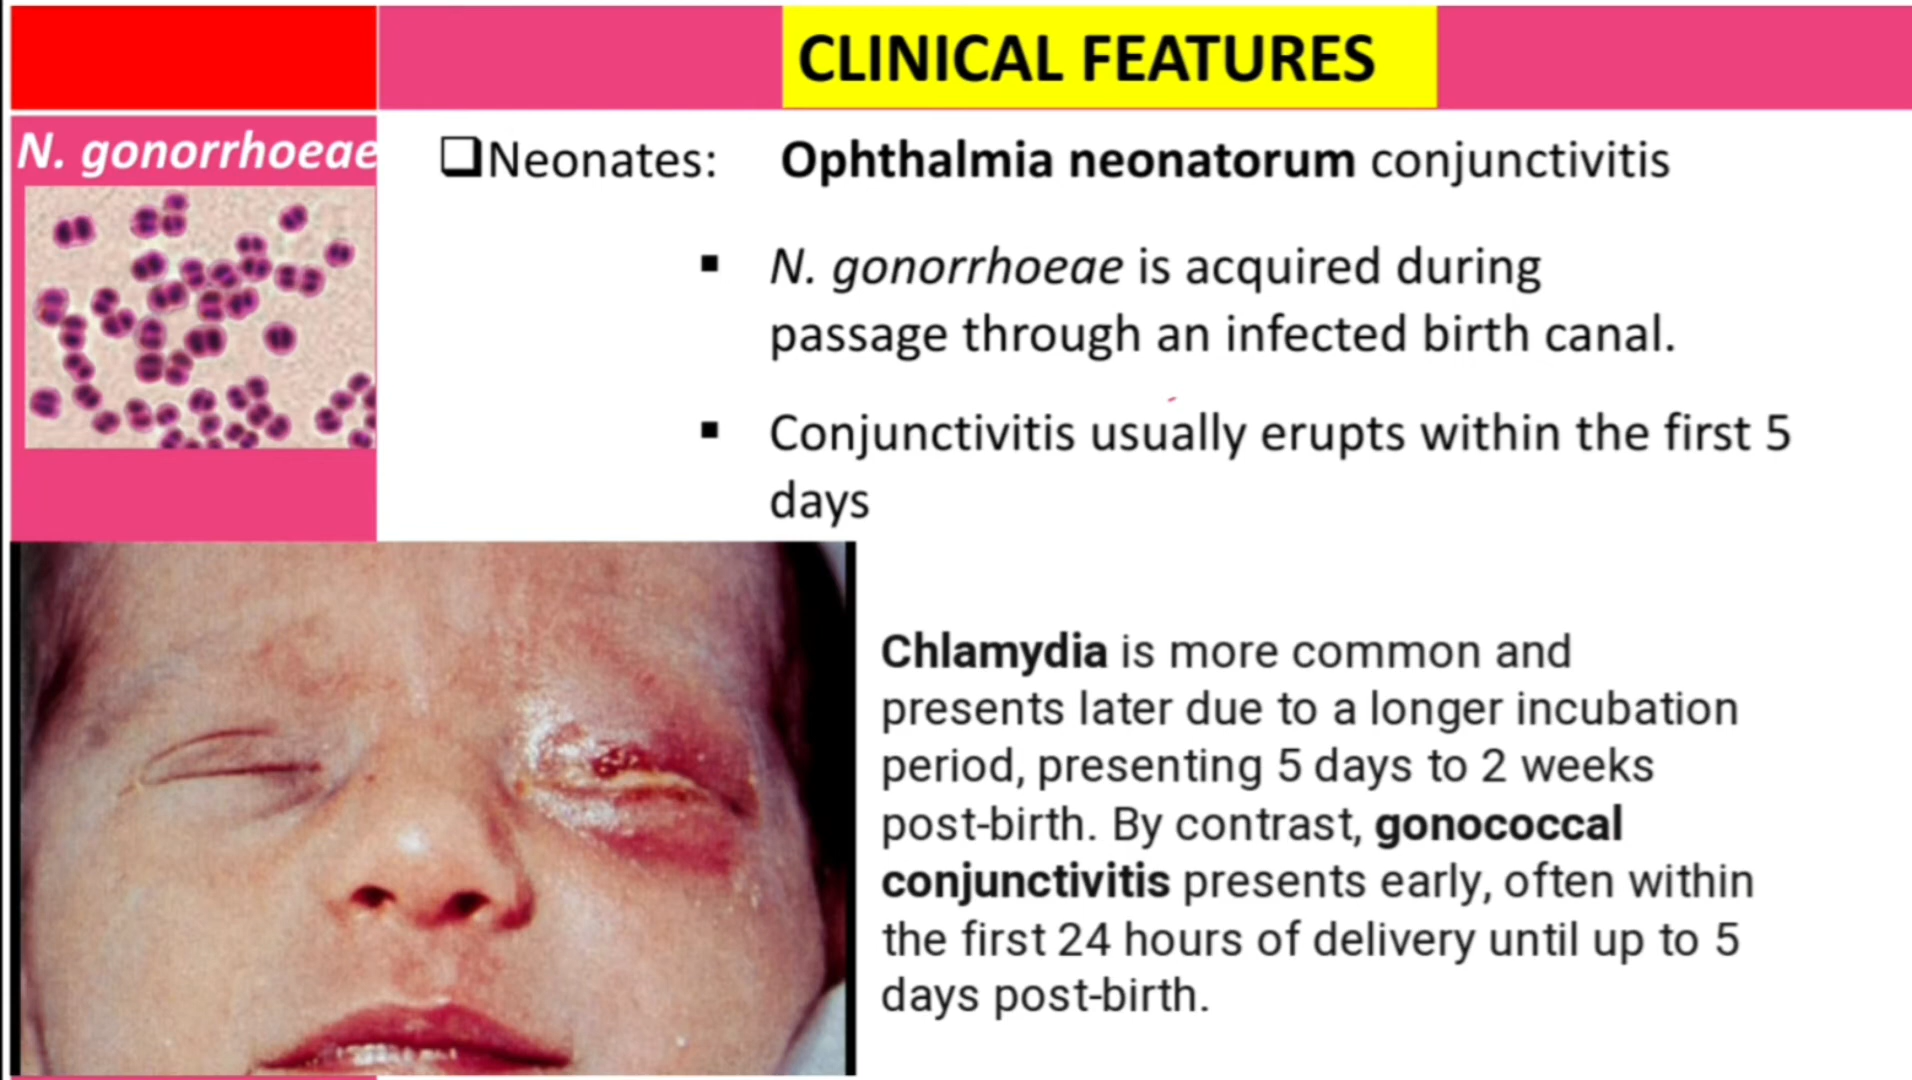 CLINICAL FEATURES
N. gonorrhoeae
❑Neonates: Ophthalmia neonatorum conjunctivitis
▪ N. gonorrhoeae is acquired during
passage through an infected birth canal.
▪ Conjunctivitis usually erupts within the first 5
days
Chlamydia is more common and
presents later due to a longer incubation
period, presenting 5 days to 2 weeks
post-birth. By contrast, gonococcal
conjunctivitis presents early, often within
the first 24 hours of delivery until up to 5
days post-birth.